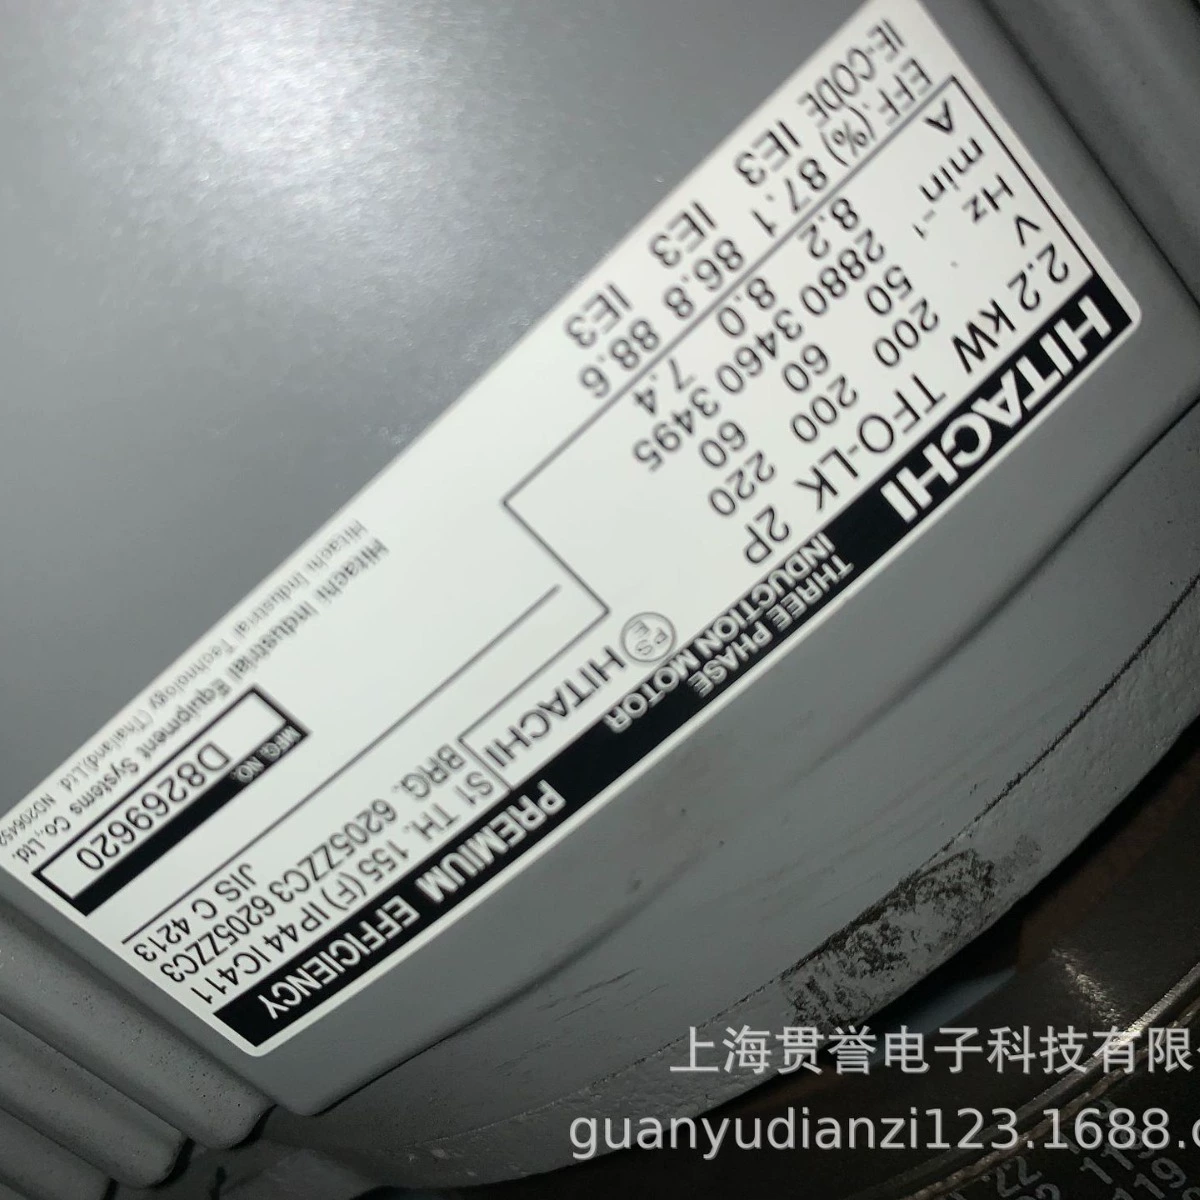 HITACHI THREE PHASE INDUCTION MOTOR PREMIUM EFFICIENCY
2.2 kW TFO-LK 2P
V 200 200 220
Hz 50 60 60
min⁻¹ 2880 3460 3495
A 8.2 8.0 7.4
EFF.(%) 87.1 86.8 88.6
IE-CODE IE3 IE3 IE3
PS E HITACHI
S1 TH. 155 (F) IP44 IC411
BRG. 6205ZZC3 6205ZZC3
JIS C 4213
MFG. NO. D8269620
Hitachi Industrial Equipment Systems Co., Ltd.
Hitachi Industrial Technology (Thailand),Ltd ND206452
上海贯誉电子科技有限
guanyudianzi123.1688.c